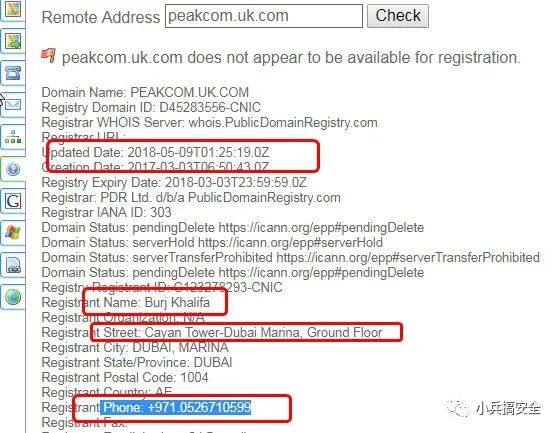 Remote Address peakcom.uk.com Check
peakcom.uk.com does not appear to be available for registration.
Domain Name: PEAKCOM.UK.COM
Registry Domain ID: D45283556-CNIC
Registrar WHOIS Server: whois.PublicDomainRegistry.com
Registrar URL:
Updated Date: 2018-05-09T01:25:19.0Z
Creation Date: 2017-03-03T06:50:43.0Z
Registry Expiry Date: 2018-03-03T23:59:59.0Z
Registrar: PDR Ltd. d/b/a PublicDomainRegistry.com
Registrar IANA ID: 303
Domain Status: pendingDelete https://icann.org/epp#pendingDelete
Domain Status: serverHold https://icann.org/epp#serverHold
Domain Status: serverTransferProhibited https://icann.org/epp#serverTransferProhibited
Domain Status: pendingDelete https://icann.org/epp#pendingDelete
Registry Registrant ID: C123278293-CNIC
Registrant Name: Burj Khalifa
Registrant Organization: N/A
Registrant Street: Cayan Tower-Dubai Marina, Ground Floor
Registrant City: DUBAI, MARINA
Registrant State/Province: DUBAI
Registrant Postal Code: 1004
Registrant Country: AE
Registrant Phone: +971.0526710599
Registrant Fax:
小兵搞安全